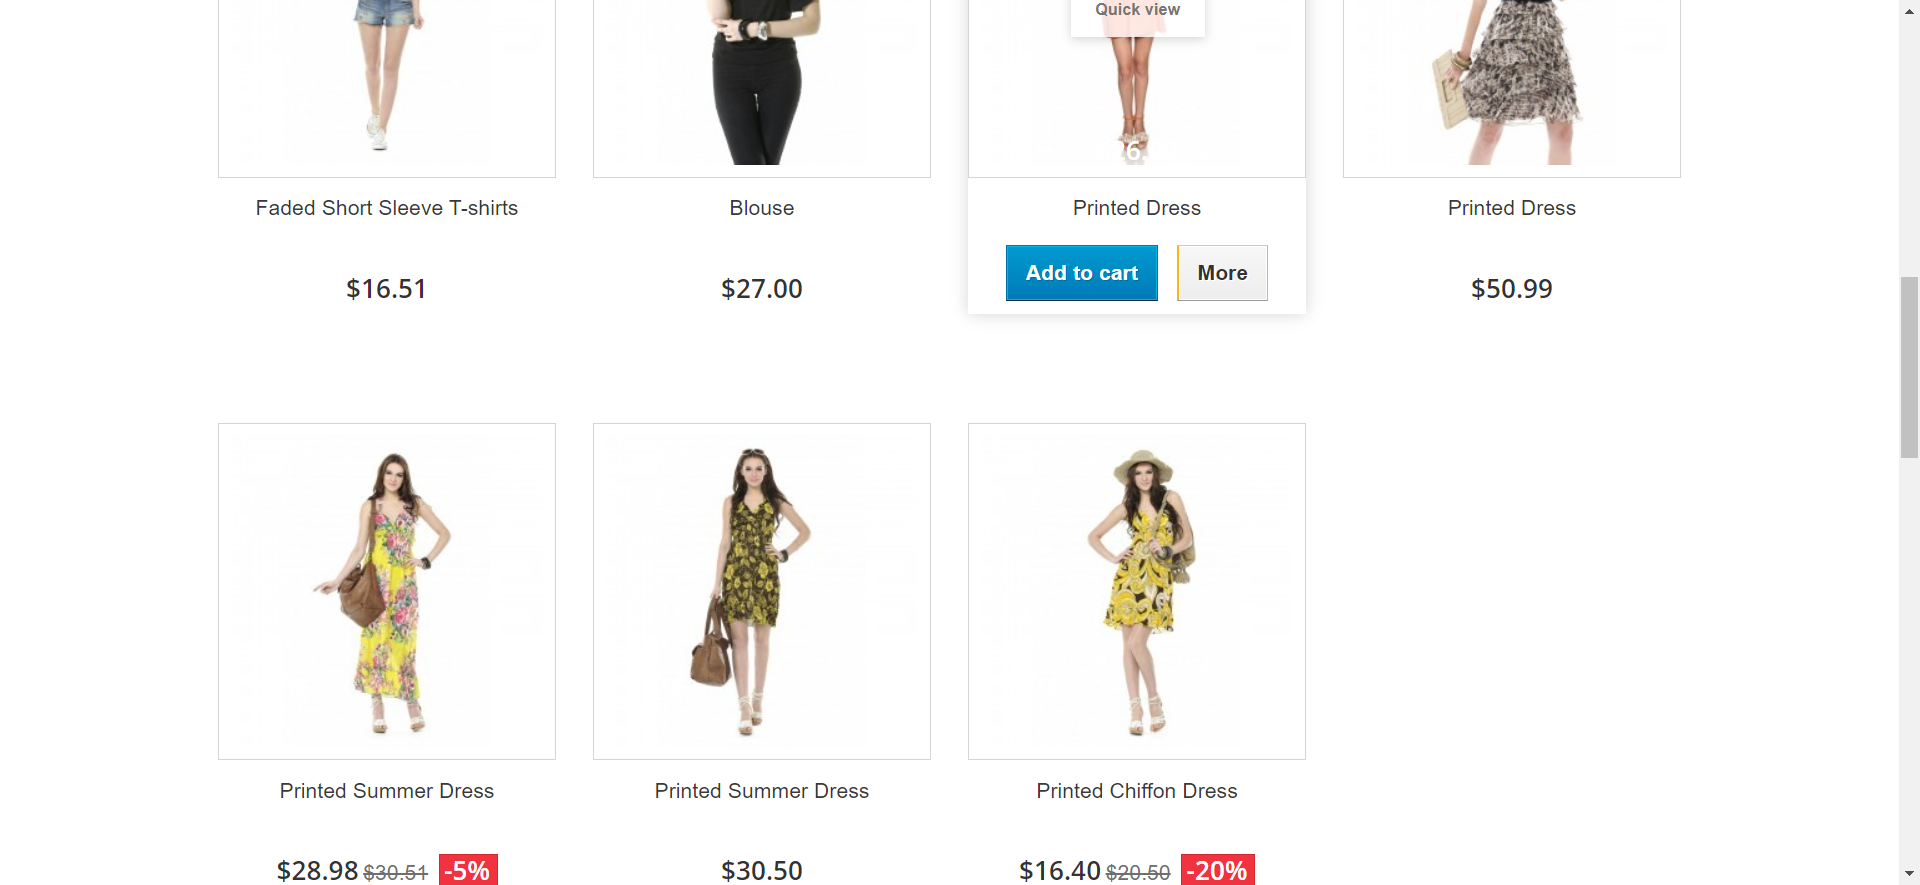 Quick view
Faded Short Sleeve T-shirts
Blouse
Printed Dress
Printed Dress
$16.51
$27.00
Add to cart
More
$50.99
Printed Summer Dress
Printed Summer Dress
Printed Chiffon Dress
$28.98 $30.51 -5%
$30.50
$16.40 $20.50 -20%